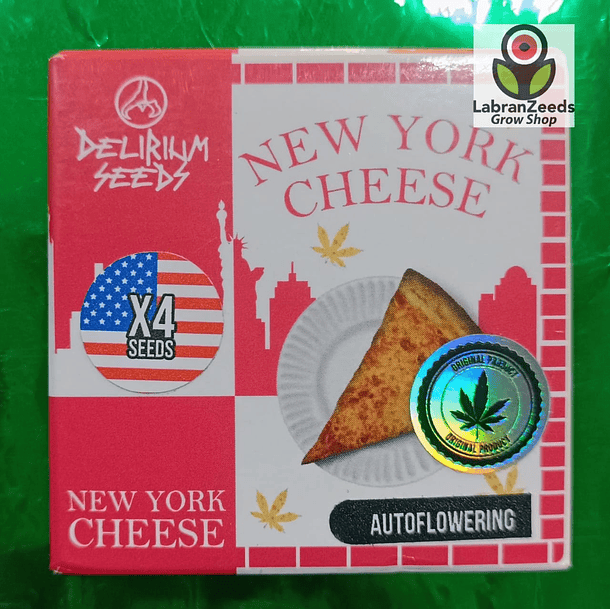 LabranZeeds
Grow Shop
DELIRIUM
SEEDS
NEW YORK
CHEESE
X4
SEEDS
ORIGINAL PRODUCT
ORIGINAL PRODUCT
NEW YORK
CHEESE
AUTOFLOWERING